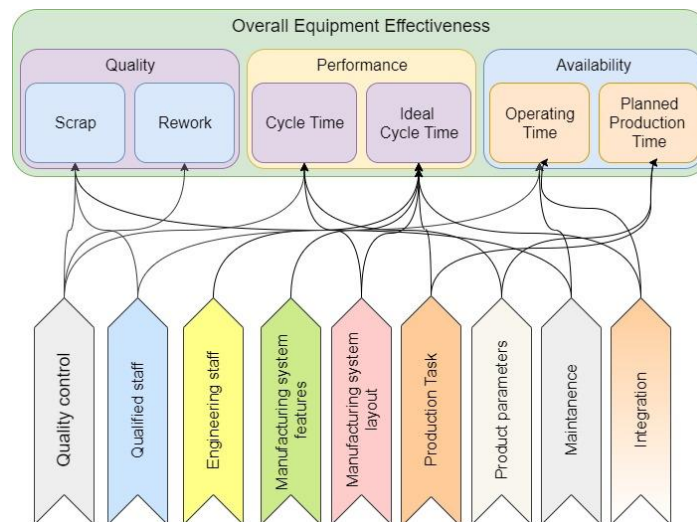 Overall Equipment Effectiveness
Quality
Performance
Availability
Scrap
Rework
Cycle Time
Ideal
Cycle Time
Operating
Time
Planned
Production
Time
Quality control
Qualified staff
Engineering staff
Manufacturing system
features
Manufacturing system
layout
Production Task
Product parameters
Maintanence
Integration